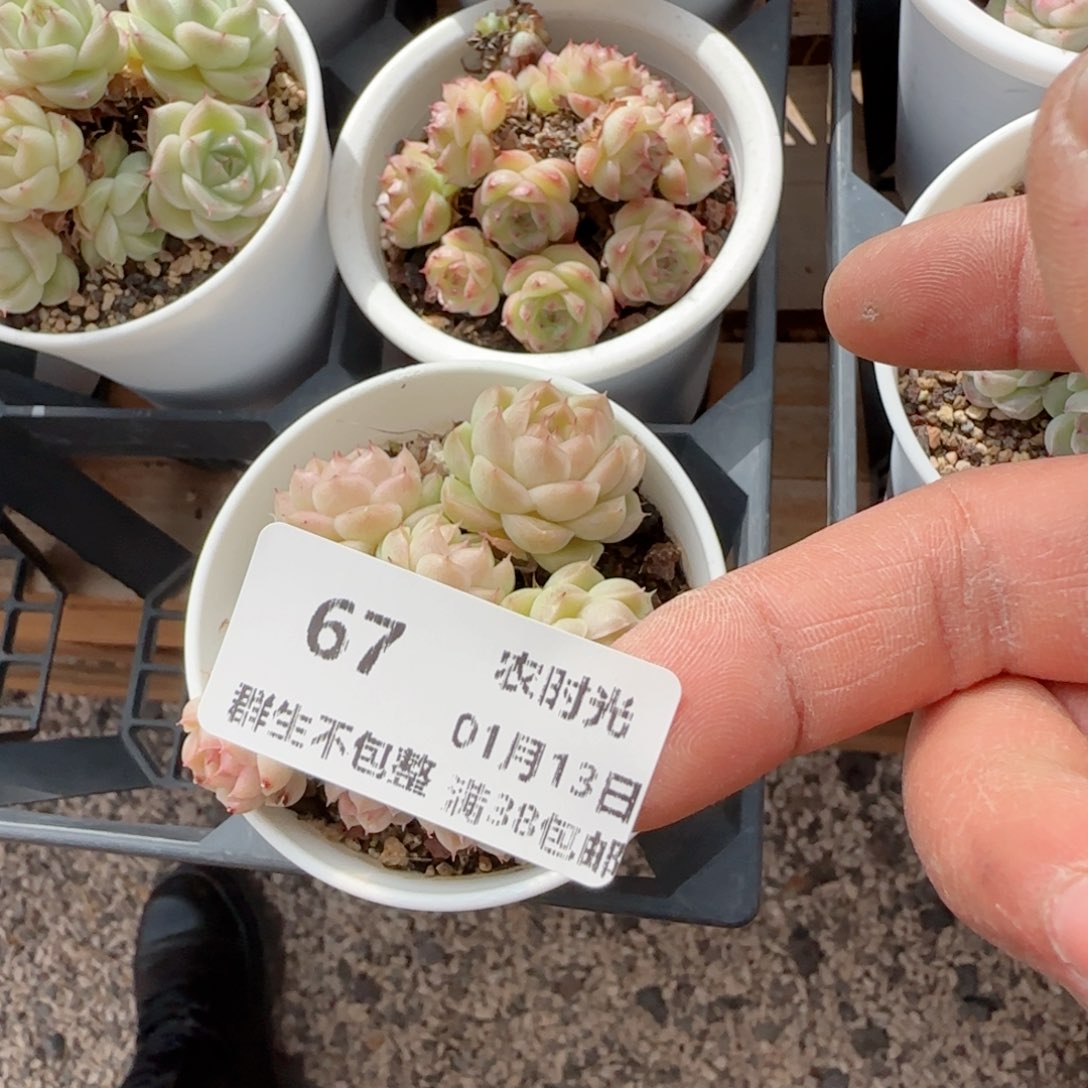 67
农时光
01月13日
群生不包整
满38包邮